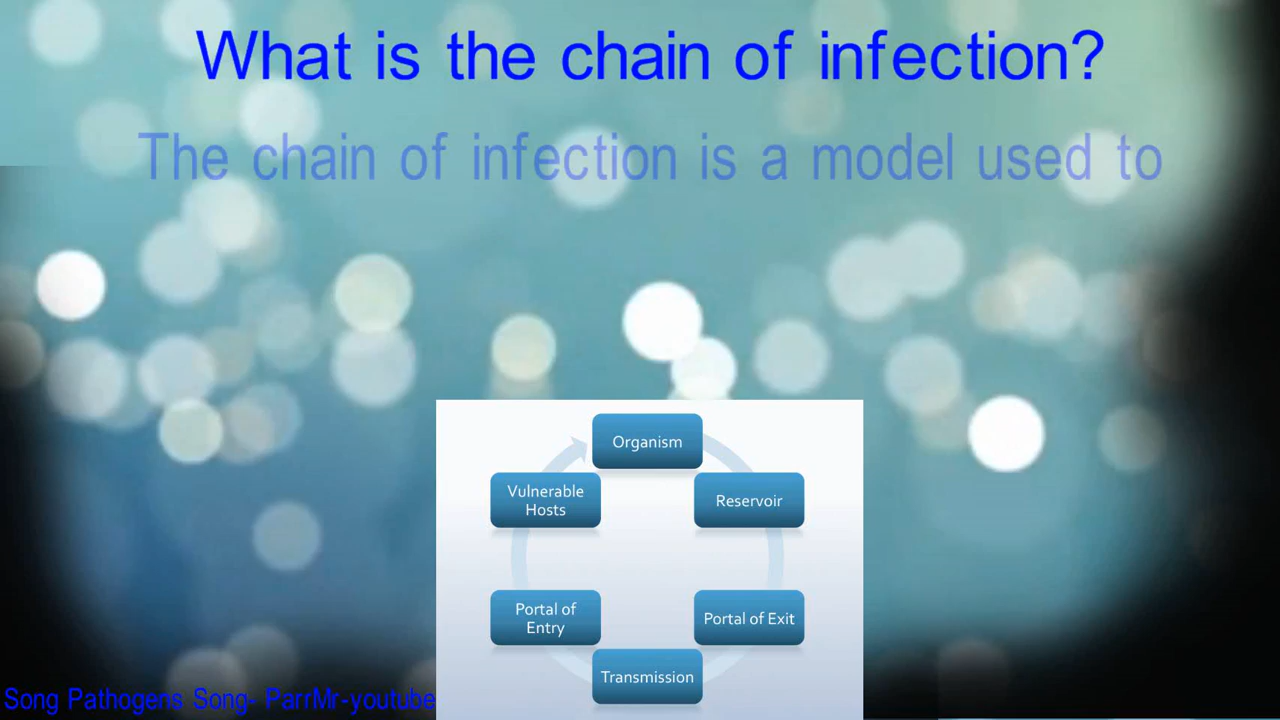 What is the chain of infection?
The chain of infection is a model used to
Organism
Vulnerable
Hosts
Reservoir
Portal of
Entry
Portal of Exit
Transmission
Song Pathogens Song- ParrMr-youtube